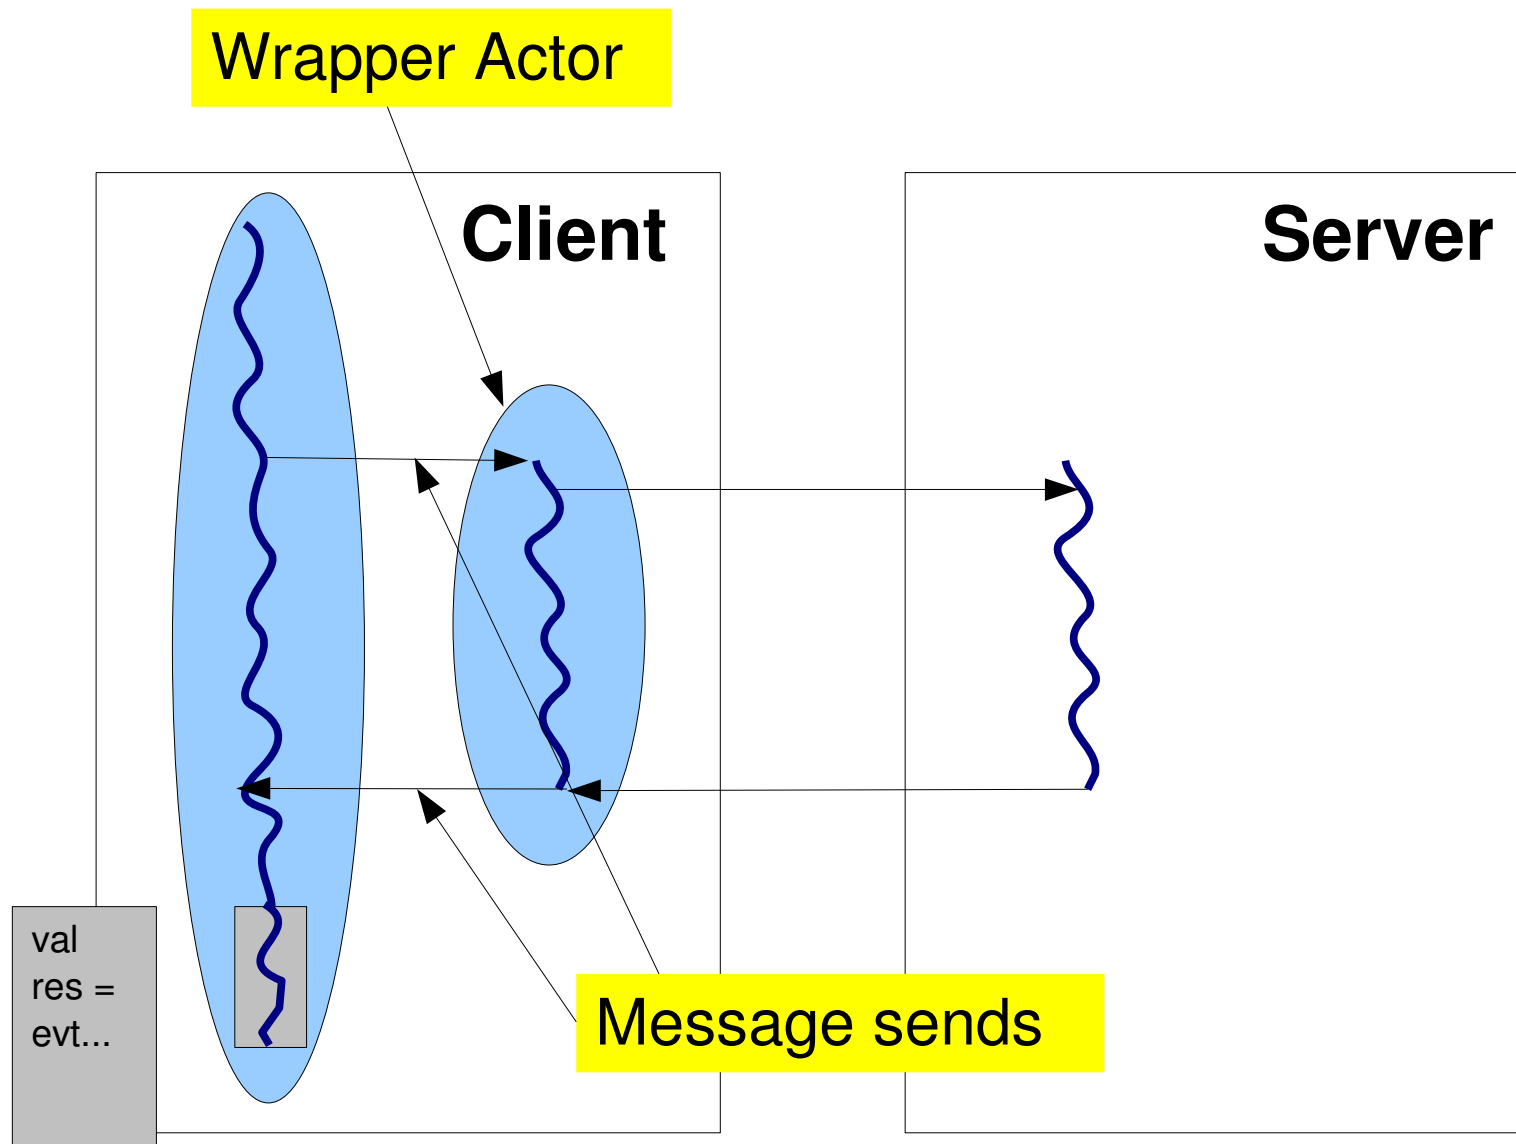 Wrapper Actor
Client
Server
val
res =
evt...
Message sends